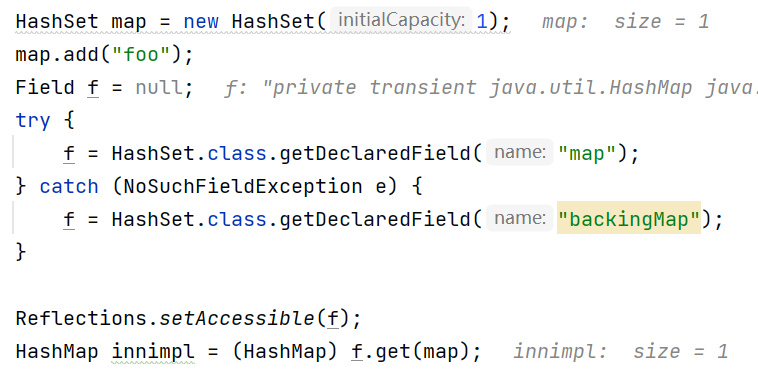 HashSet map = new HashSet( initialCapacity: 1);   map:  size = 1
map.add("foo");
Field f = null;   f: "private transient java.util.HashMap java.
try {
    f = HashSet.class.getDeclaredField( name: "map");
} catch (NoSuchFieldException e) {
    f = HashSet.class.getDeclaredField( name: "backingMap");
}
Reflections.setAccessible(f);
HashMap innimpl = (HashMap) f.get(map);   innimpl:  size = 1